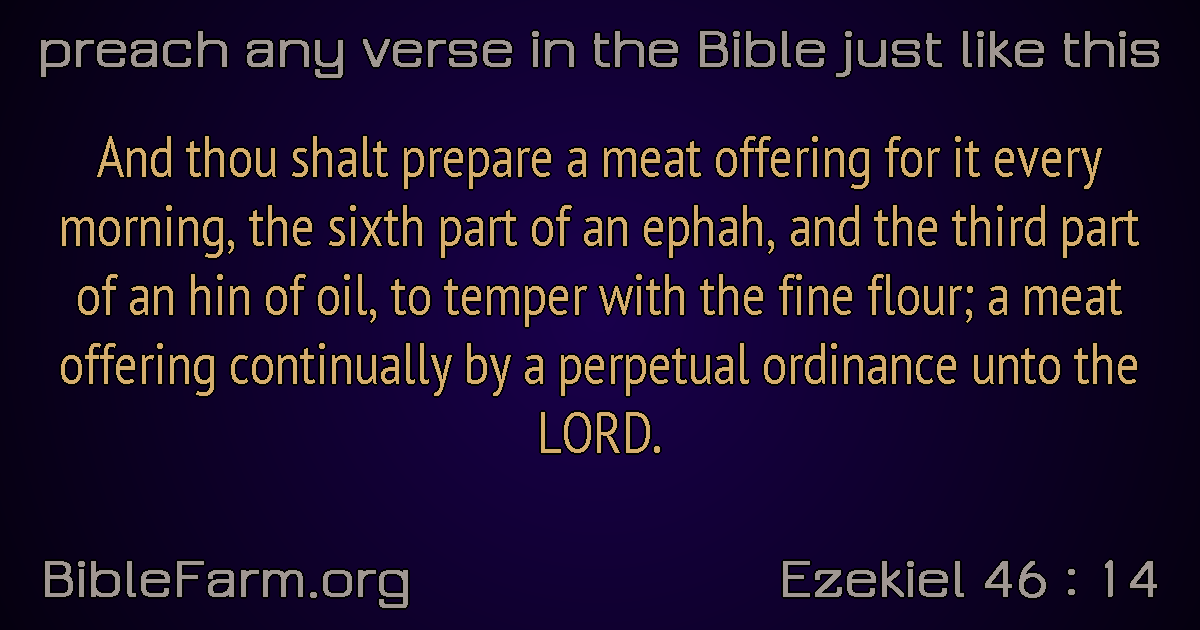 preach any verse in the Bible just like this
And thou shalt prepare a meat offering for it every
morning, the sixth part of an ephah, and the third part
of an hin of oil, to temper with the fine flour; a meat
offering continually by a perpetual ordinance unto the
LORD.
BibleFarm.org
Ezekiel 46 : 14